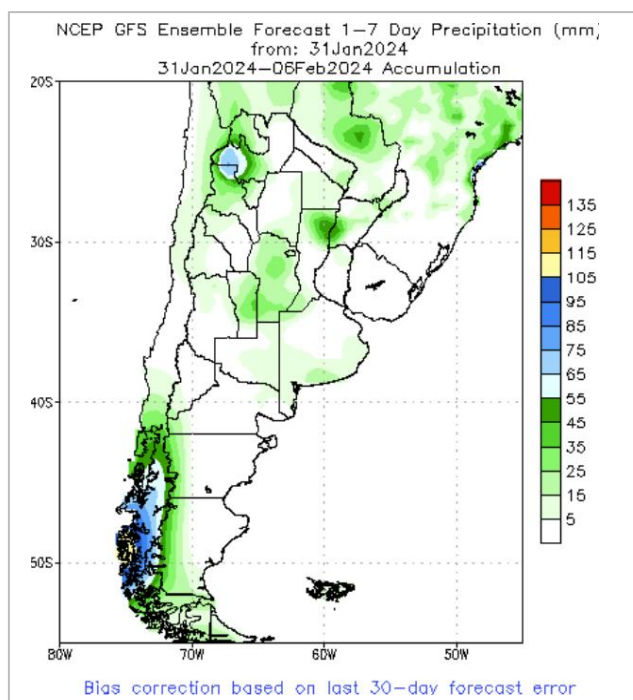 NCEP GFS Ensemble Forecast 1–7 Day Precipitation (mm)
from: 31Jan2024
31Jan2024–06Feb2024 Accumulation
20S
30S
40S
50S
80W 70W 60W 50W
135
125
115
105
95
85
75
65
55
45
35
25
15
5
Bias correction based on last 30–day forecast error